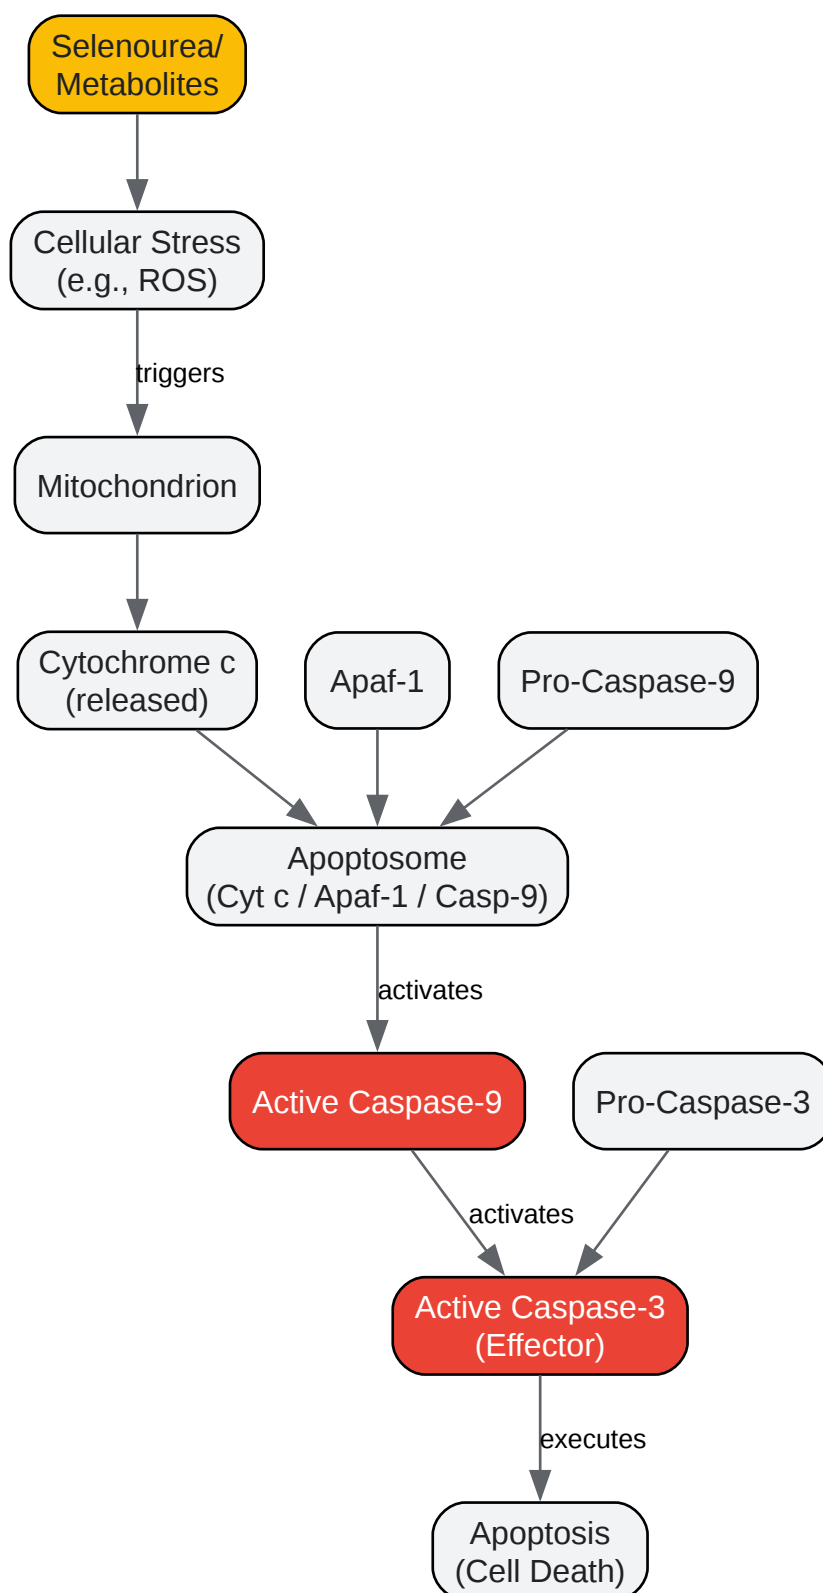 Selenourea/
Metabolites
Cellular Stress
(e.g., ROS)
triggers
Mitochondrion
Cytochrome c
(released)
Apaf-1
Pro-Caspase-9
Apoptosome
(Cyt c / Apaf-1 / Casp-9)
activates
Active Caspase-9
Pro-Caspase-3
activates
Active Caspase-3
(Effector)
executes
Apoptosis
(Cell Death)